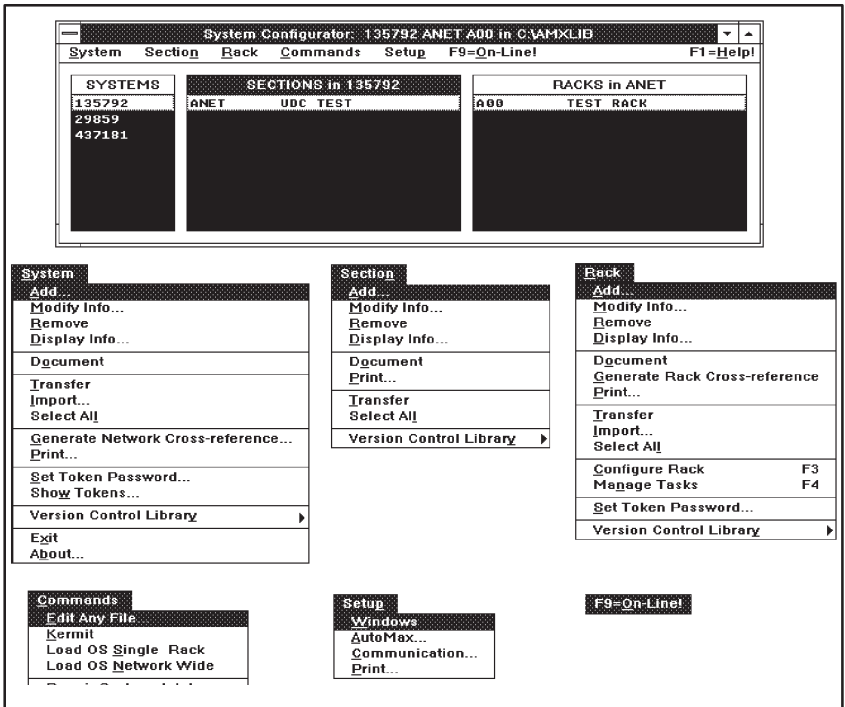 System Configurator: 135792 ANET A00 in C:\AMXLIB
System Section Rack Commands Setup F9=On-Line! F1=Help!
SYSTEMS SECTIONS in 135792 RACKS in ANET
135792 ANET UDC TEST A00 TEST RACK
29859
437181
System
Add...
Modify Info...
Remove
Display Info...
Document
Transfer
Import...
Select All
Generate Network Cross-reference...
Print...
Set Token Password...
Show Tokens...
Version Control Library
Exit
About...
Section
Add...
Modify Info...
Remove
Display Info...
Document
Print...
Transfer
Select All
Version Control Library
Rack
Add...
Modify Info...
Remove
Display Info...
Document
Generate Rack Cross-reference
Print...
Transfer
Import...
Select All
Configure Rack F3
Manage Tasks F4
Set Token Password...
Version Control Library
Commands
Edit Any File...
Kermit
Load OS Single Rack
Load OS Network Wide
Setup
Windows
AutoMax...
Communication...
Print...
F9=On-Line!